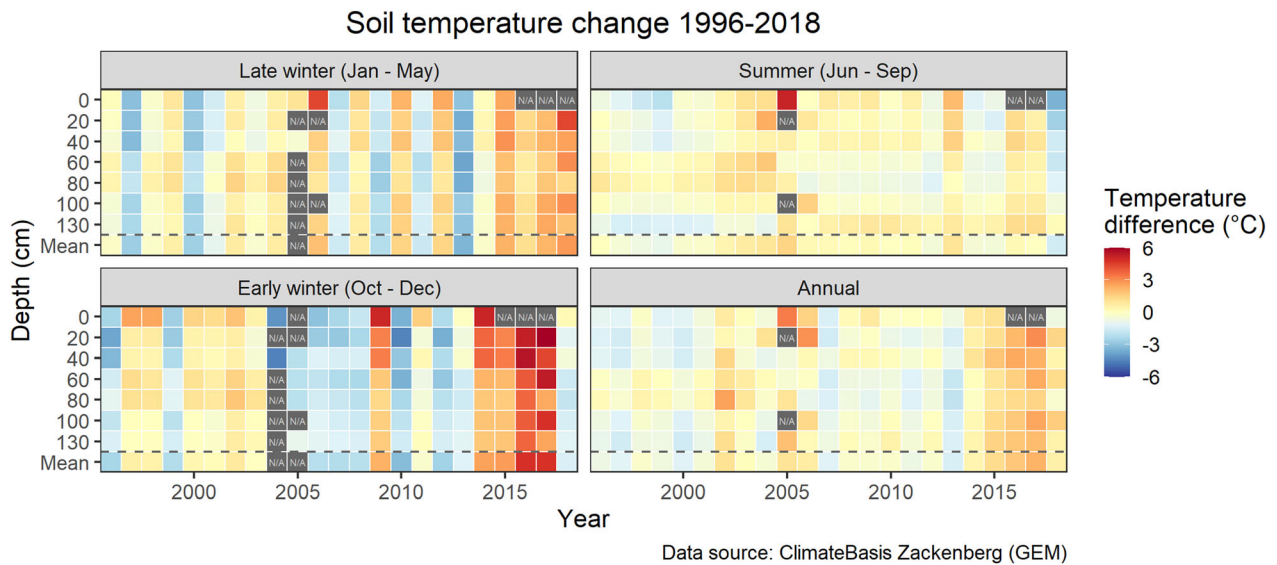 Soil temperature change 1996-2018
Late winter (Jan - May)
Summer (Jun - Sep)
0
20
40
60
80
100
130
Mean
N/A N/A N/A
N/A N/A
N/A
N/A
N/A N/A
N/A
N/A
N/A N/A
N/A
N/A
Early winter (Oct - Dec)
Annual
0
20
40
60
80
100
130
Mean
N/A N/A N/A N/A
N/A N/A
N/A
N/A
N/A N/A
N/A
N/A N/A
N/A N/A
N/A
N/A
2000 2005 2010 2015
2000 2005 2010 2015
Depth (cm)
Year
Temperature
difference (°C)
6
3
0
-3
-6
Data source: ClimateBasis Zackenberg (GEM)